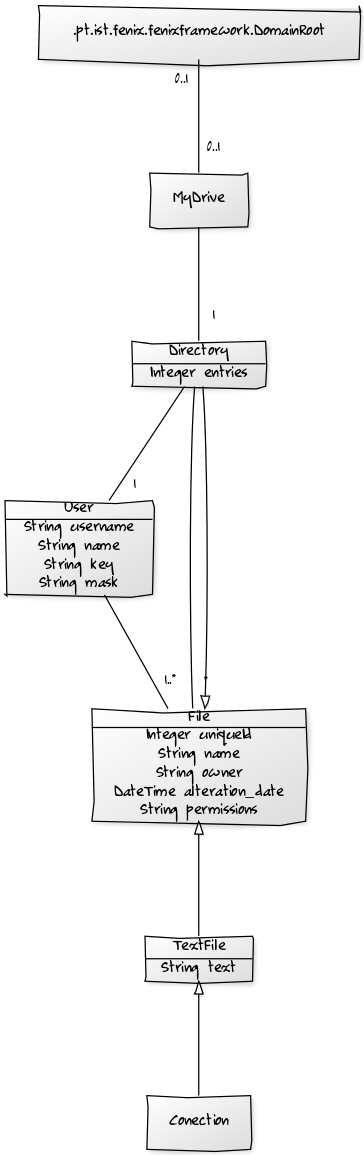 .pt.ist.fenix.fenixframework.DomainRoot
0..1
0..1
MyDrive
1
Directory
Integer entries
1
User
String username
String name
String key
String mask
1..*
*
File
Integer uniqueId
String name
String owner
DateTime alteration_date
String permissions
TextFile
String text
Conection